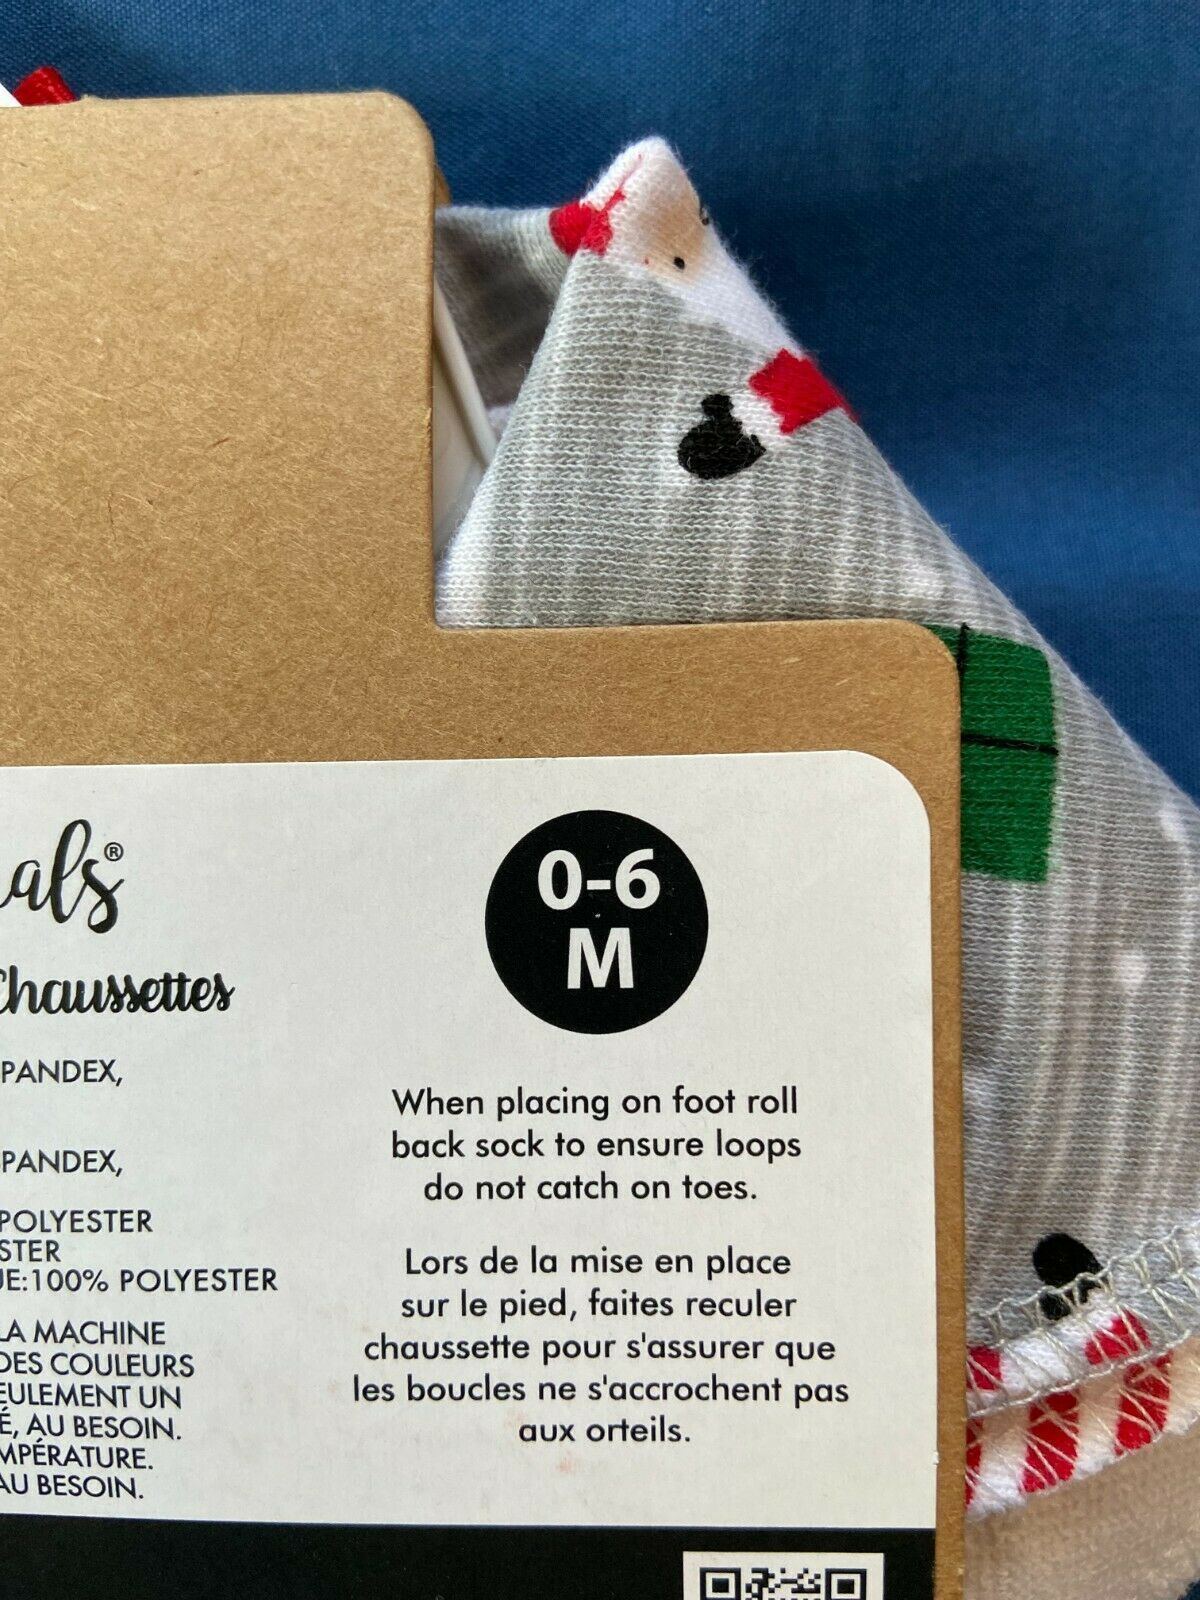 als®
Chaussettes
PANDEX,
PANDEX,
POLYESTER
STER
UE:100% POLYESTER
LA MACHINE
DES COULEURS
EULEMENT UN
É, AU BESOIN.
MPÉRATURE.
AU BESOIN.
0-6
M
When placing on foot roll
back sock to ensure loops
do not catch on toes.
Lors de la mise en place
sur le pied, faites reculer
chaussette pour s'assurer que
les boucles ne s'accrochent pas
aux orteils.